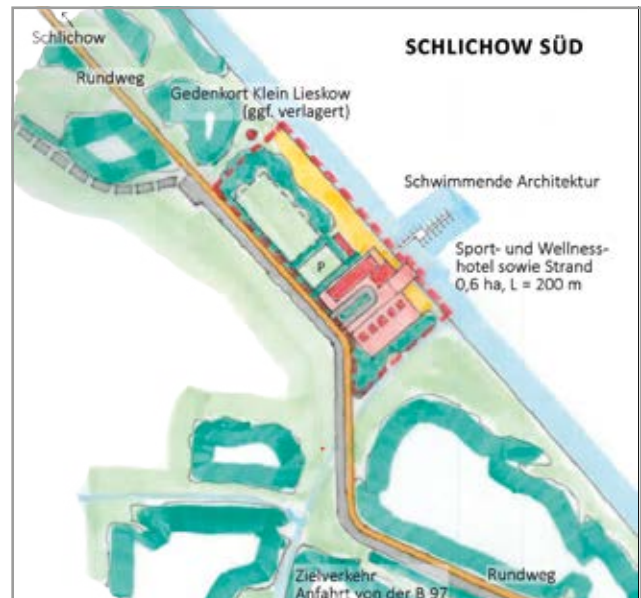 SCHLICHOW SÜD
Schlichow
Rundweg
Gedenkort Klein Lieskow
(ggf. verlagert)
Schwimmende Architektur
Sport- und Wellness-
hotel sowie Strand
0,6 ha, L = 200 m
P
Zielverkehr
Anfahrt von der B 97
Rundweg